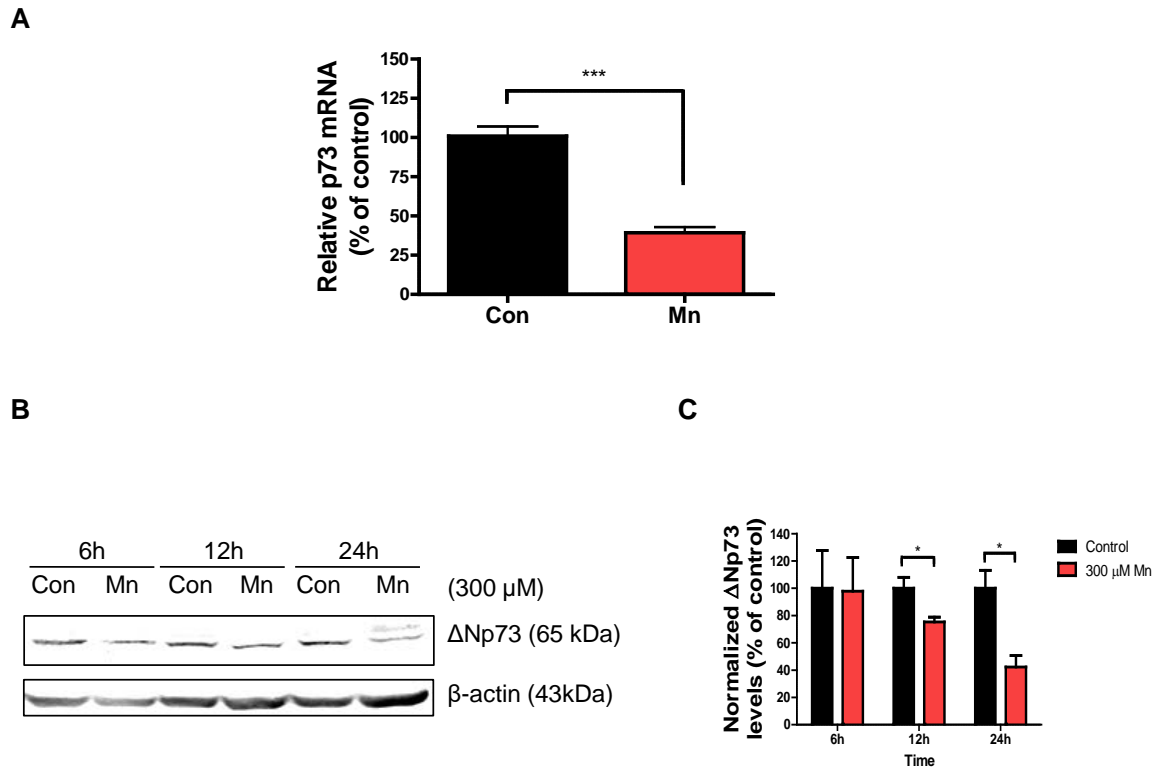 A
Relative p73 mRNA
(% of control)
150
125
100
75
50
25
0
***
Con
Mn
B
6h
12h
24h
Con
Mn
Con
Mn
Con
Mn
(300 μM)
ΔNp73 (65 kDa)
β-actin (43kDa)
C
Normalized ΔNp73
levels (% of control)
140
120
100
80
60
40
20
0
*
*
6h
12h
24h
Time
Control
300 μM Mn